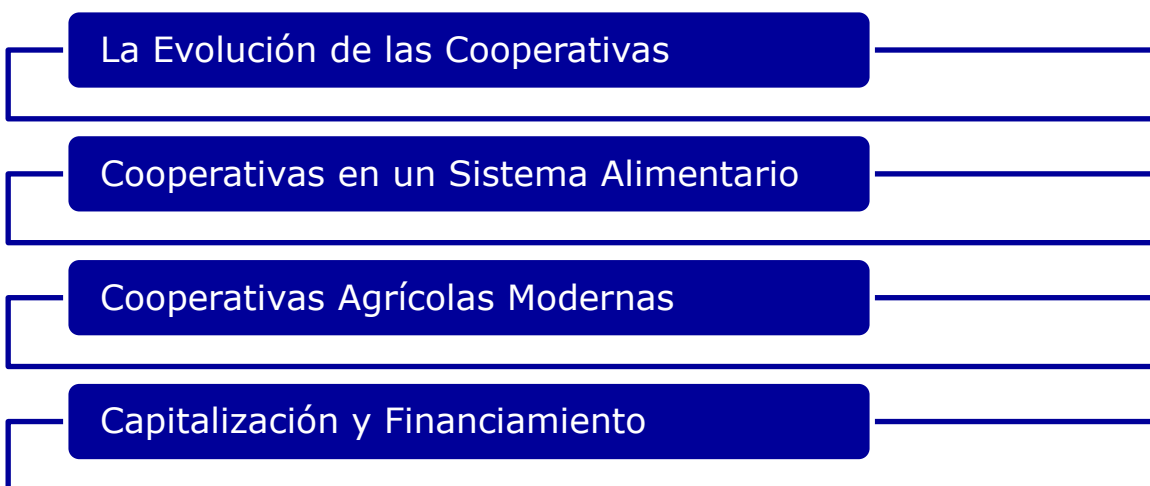 La Evolución de las Cooperativas
Cooperativas en un Sistema Alimentario
Cooperativas Agrícolas Modernas
Capitalización y Financiamiento